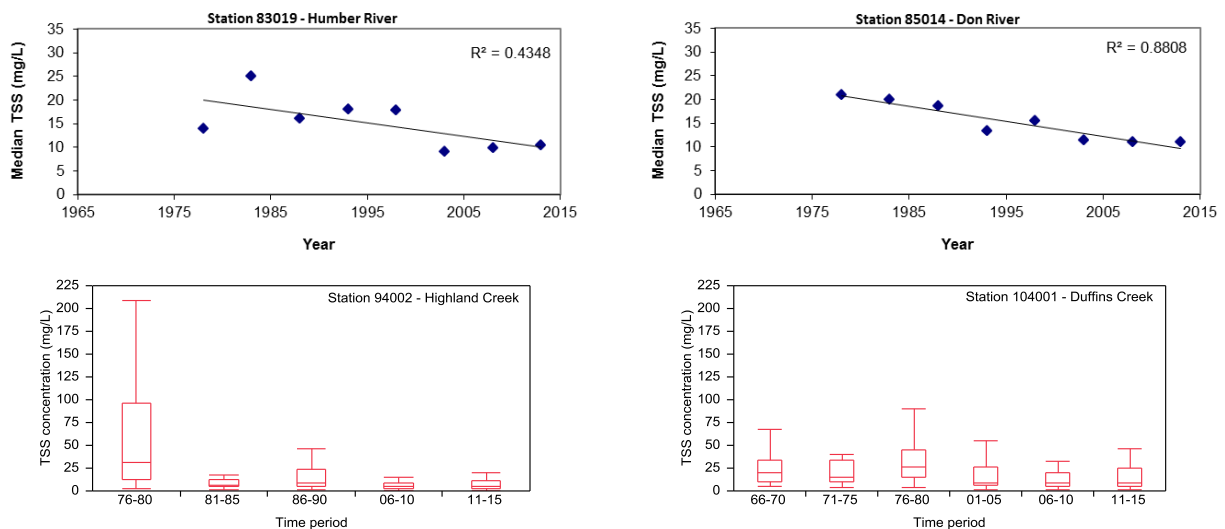 Station 83019 - Humber River
R² = 0.4348
Median TSS (mg/L)
35
30
25
20
15
10
5
0
1965 1975 1985 1995 2005 2015
Year
Station 85014 - Don River
R² = 0.8808
Median TSS (mg/L)
35
30
25
20
15
10
5
0
1965 1975 1985 1995 2005 2015
Year
Station 94002 - Highland Creek
TSS concentration (mg/L)
225
200
175
150
125
100
75
50
25
0
76-80 81-85 86-90 06-10 11-15
Time period
Station 104001 - Duffins Creek
TSS concentration (mg/L)
225
200
175
150
125
100
75
50
25
0
66-70 71-75 76-80 01-05 06-10 11-15
Time period